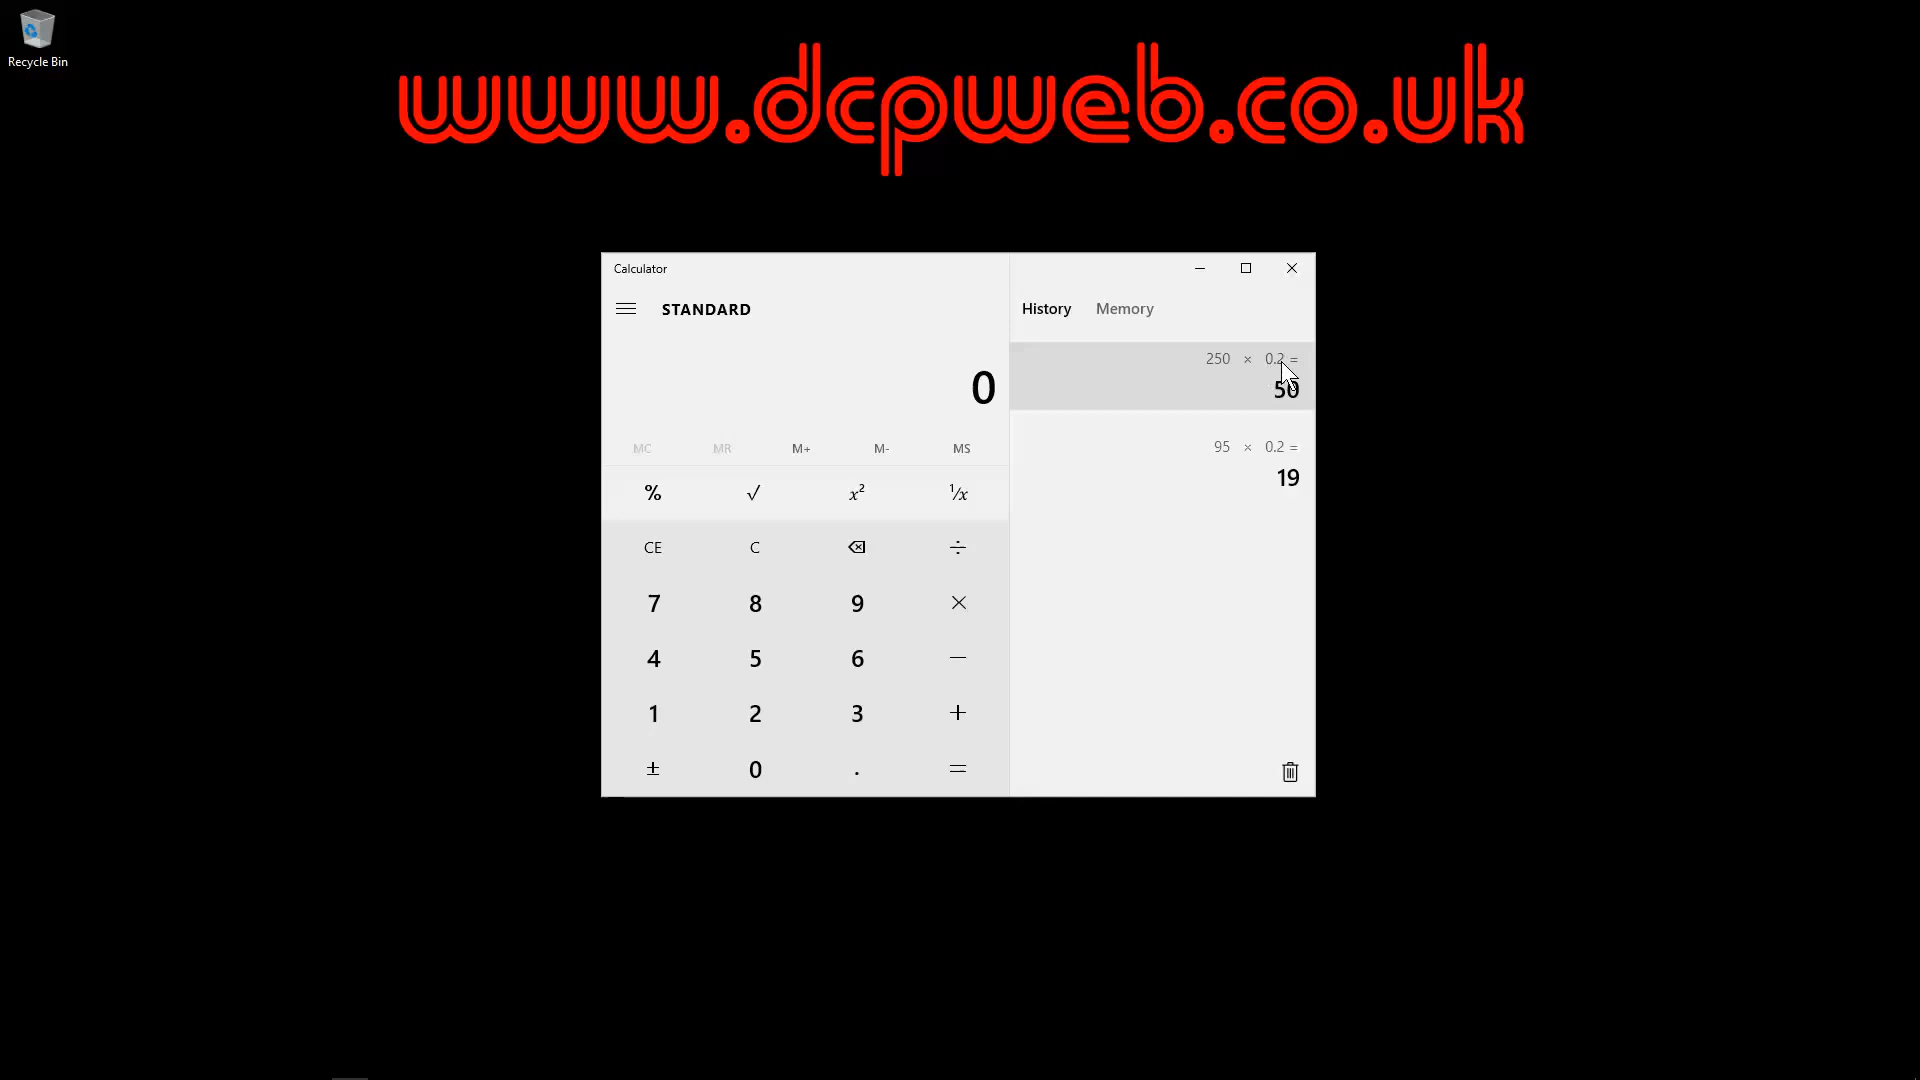 Recycle Bin
www.dcpweb.co.uk
Calculator
STANDARD
History Memory
0
250 × 0.2 =
50
95 × 0.2 =
19
MC MR M+ M- MS
% √ x² ¹/x
CE C ÷
7 8 9 ×
4 5 6 −
1 2 3 +
± 0 . =